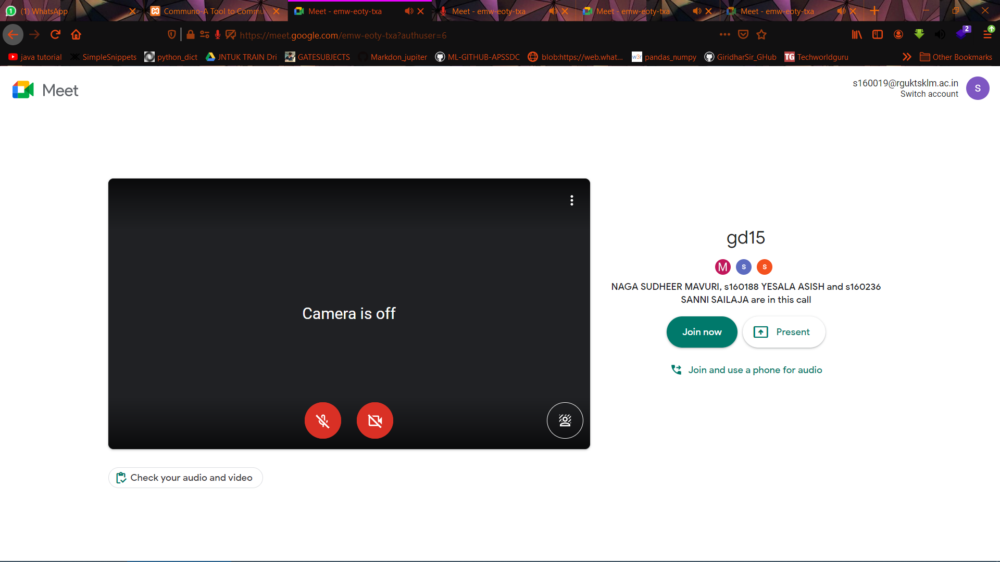 (1) WhatsApp
Communo-A Tool to Commu
Meet - emw-eoty-txa
Meet - emw-eoty-txa
Meet - emw-eoty-txa
Meet - emw-eoty-txa
https://meet.google.com/emw-eoty-txa?authuser=6
2
java tutorial
SimpleSnippets
python_dict
JNTUK TRAIN Dri
GATESUBJECTS
Markdon_jupiter
ML-GITHUB-APSSDC
blob:https://web.what...
w3r pandas_numpy
GiridharSir_GHub
TG Techworldguru
Other Bookmarks
Meet
s160019@rguktsklm.ac.in
Switch account
S
Camera is off
gd15
M S S
NAGA SUDHEER MAVURI, s160188 YESALA ASISH and s160236
SANNI SAILAJA are in this call
Join now
Present
Join and use a phone for audio
Check your audio and video